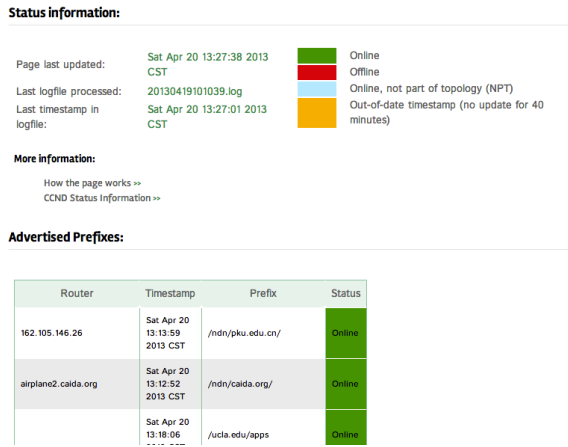 Status information:
Page last updated: Sat Apr 20 13:27:38 2013 CST
Last logfile processed: 20130419101039.log
Last timestamp in logfile: Sat Apr 20 13:27:01 2013 CST
Online
Offline
Online, not part of topology (NPT)
Out-of-date timestamp (no update for 40
minutes)
More information:
How the page works >>
CCND Status Information >>
Advertised Prefixes:
Router Timestamp Prefix Status
162.105.146.26 Sat Apr 20 13:13:59 2013 CST /ndn/pku.edu.cn/ Online
airplane2.caida.org Sat Apr 20 13:12:52 2013 CST /ndn/caida.org/ Online
Sat Apr 20 13:18:06 /ucla.edu/apps Online